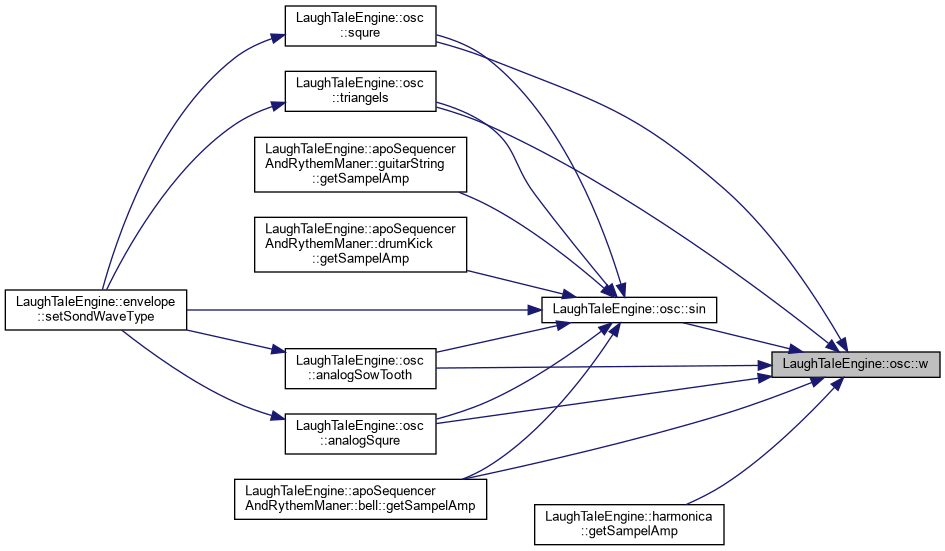 LaughTaleEngine::osc
::squre
LaughTaleEngine::osc
::triangels
LaughTaleEngine::apoSequencer
AndRythemManer::guitarString
::getSampelAmp
LaughTaleEngine::apoSequencer
AndRythemManer::drumKick
::getSampelAmp
LaughTaleEngine::envelope
::setSondWaveType
LaughTaleEngine::osc::sin
LaughTaleEngine::osc
::analogSowTooth
LaughTaleEngine::osc::w
LaughTaleEngine::osc
::analogSqure
LaughTaleEngine::apoSequencer
AndRythemManer::bell::getSampelAmp
LaughTaleEngine::harmonica
::getSampelAmp